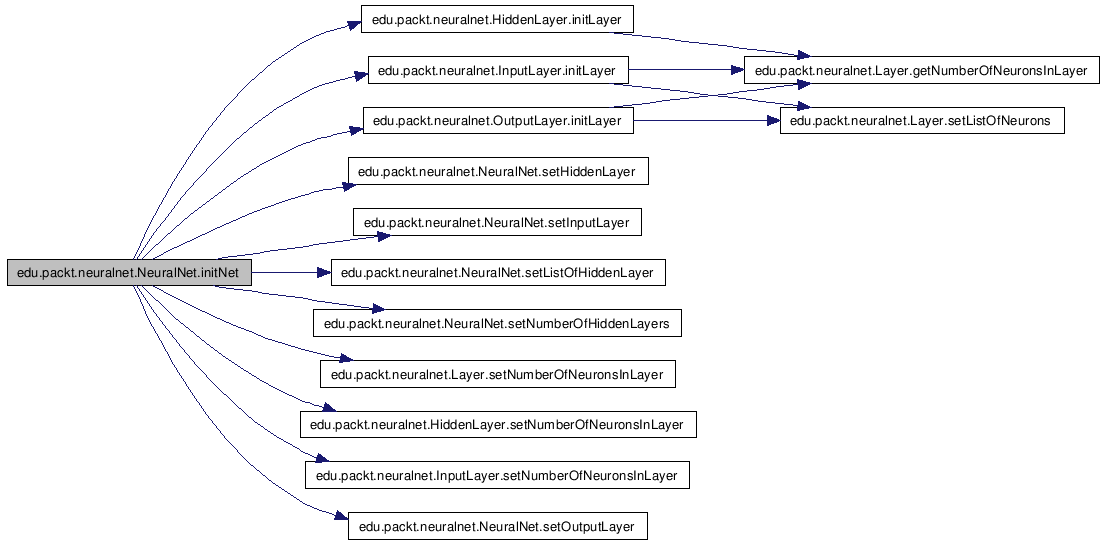 edu.packt.neuralnet.HiddenLayer.initLayer
edu.packt.neuralnet.InputLayer.initLayer
edu.packt.neuralnet.Layer.getNumberOfNeuronsInLayer
edu.packt.neuralnet.OutputLayer.initLayer
edu.packt.neuralnet.Layer.setListOfNeurons
edu.packt.neuralnet.NeuralNet.setHiddenLayer
edu.packt.neuralnet.NeuralNet.setInputLayer
edu.packt.neuralnet.NeuralNet.initNet
edu.packt.neuralnet.NeuralNet.setListOfHiddenLayer
edu.packt.neuralnet.NeuralNet.setNumberOfHiddenLayers
edu.packt.neuralnet.Layer.setNumberOfNeuronsInLayer
edu.packt.neuralnet.HiddenLayer.setNumberOfNeuronsInLayer
edu.packt.neuralnet.InputLayer.setNumberOfNeuronsInLayer
edu.packt.neuralnet.NeuralNet.setOutputLayer